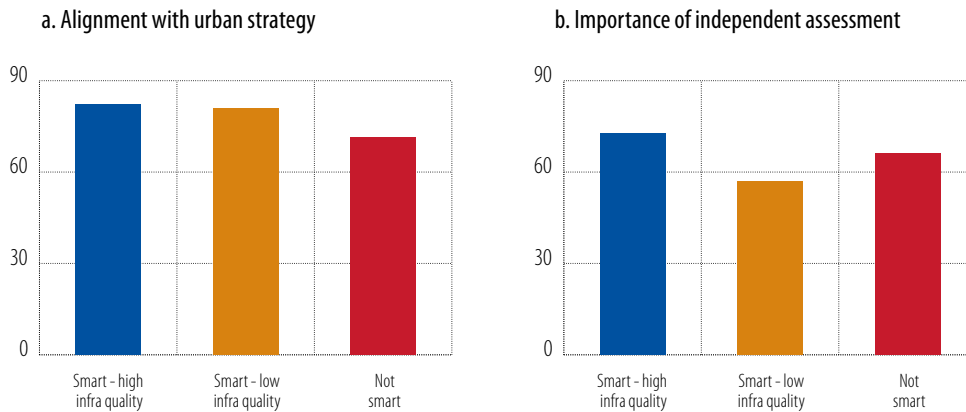 a. Alignment with urban strategy
90
60
30
0
Smart - high
infra quality
Smart - low
infra quality
Not
smart
b. Importance of independent assessment
90
60
30
0
Smart - high
infra quality
Smart - low
infra quality
Not
smart